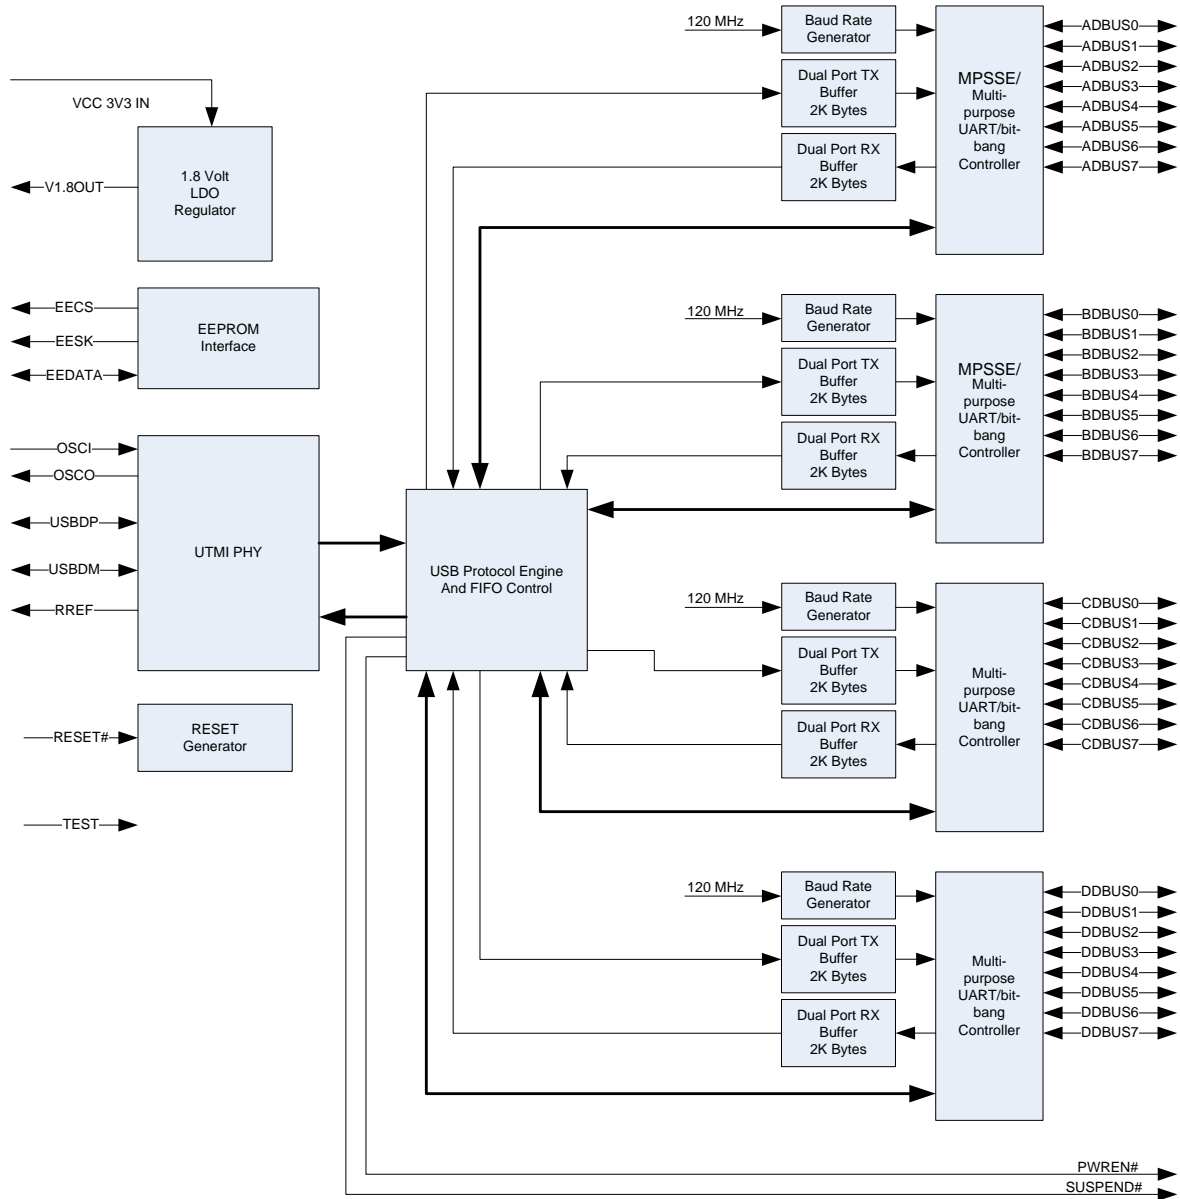 VCC 3V3 IN
V1.8OUT
1.8 Volt
LDO
Regulator
EECS
EESK
EEDATA
EEPROM
Interface
OSCI
OSCO
USBDP
USBDM
RREF
UTMI PHY
RESET#
RESET
Generator
TEST
USB Protocol Engine
And FIFO Control
120 MHz
Baud Rate
Generator
Dual Port TX
Buffer
2K Bytes
Dual Port RX
Buffer
2K Bytes
MPSSE/
Multi-
purpose
UART/bit-
bang
Controller
ADBUS0
ADBUS1
ADBUS2
ADBUS3
ADBUS4
ADBUS5
ADBUS6
ADBUS7
120 MHz
Baud Rate
Generator
Dual Port TX
Buffer
2K Bytes
Dual Port RX
Buffer
2K Bytes
MPSSE/
Multi-
purpose
UART/bit-
bang
Controller
BDBUS0
BDBUS1
BDBUS2
BDBUS3
BDBUS4
BDBUS5
BDBUS6
BDBUS7
120 MHz
Baud Rate
Generator
Dual Port TX
Buffer
2K Bytes
Dual Port RX
Buffer
2K Bytes
Multi-
purpose
UART/bit-
bang
Controller
CDBUS0
CDBUS1
CDBUS2
CDBUS3
CDBUS4
CDBUS5
CDBUS6
CDBUS7
120 MHz
Baud Rate
Generator
Dual Port TX
Buffer
2K Bytes
Dual Port RX
Buffer
2K Bytes
Multi-
purpose
UART/bit-
bang
Controller
DDBUS0
DDBUS1
DDBUS2
DDBUS3
DDBUS4
DDBUS5
DDBUS6
DDBUS7
PWREN#
SUSPEND#